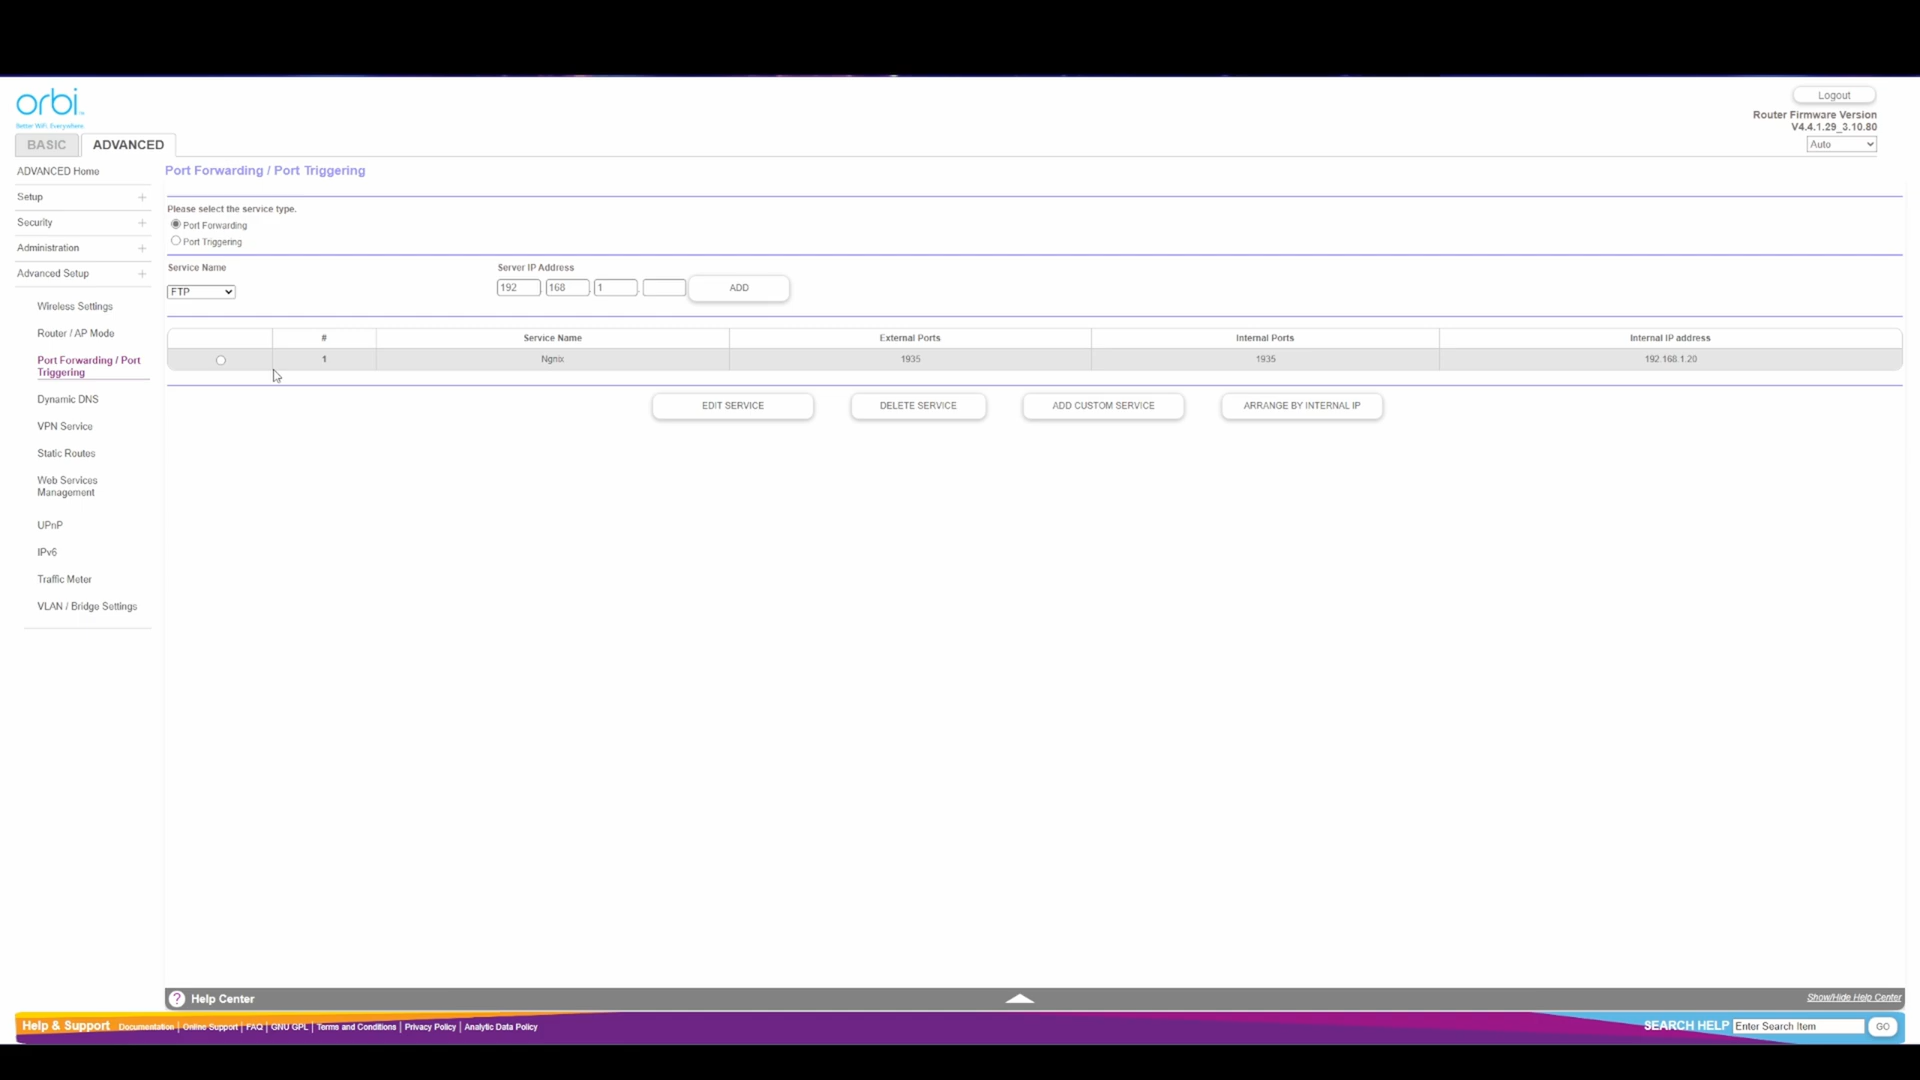 orbi
Better WiFi. Everywhere.
Logout
Router Firmware Version
V4.4.1.29_3.10.80
Auto
BASIC
ADVANCED
ADVANCED Home
Setup +
Security +
Administration +
Advanced Setup +
Wireless Settings
Router / AP Mode
Port Forwarding / Port
Triggering
Dynamic DNS
VPN Service
Static Routes
Web Services
Management
UPnP
IPv6
Traffic Meter
VLAN / Bridge Settings
Port Forwarding / Port Triggering
Please select the service type.
Port Forwarding
Port Triggering
Service Name Server IP Address
FTP 192 168 1 ADD
# Service Name External Ports Internal Ports Internal IP address
1 Ngnix 1935 1935 192.168.1.20
EDIT SERVICE DELETE SERVICE ADD CUSTOM SERVICE ARRANGE BY INTERNAL IP
? Help Center Show/Hide Help Center
Help & Support Documentation | Online Support | FAQ | GNU GPL | Terms and Conditions | Privacy Policy | Analytic Data Policy SEARCH HELP Enter Search Item GO